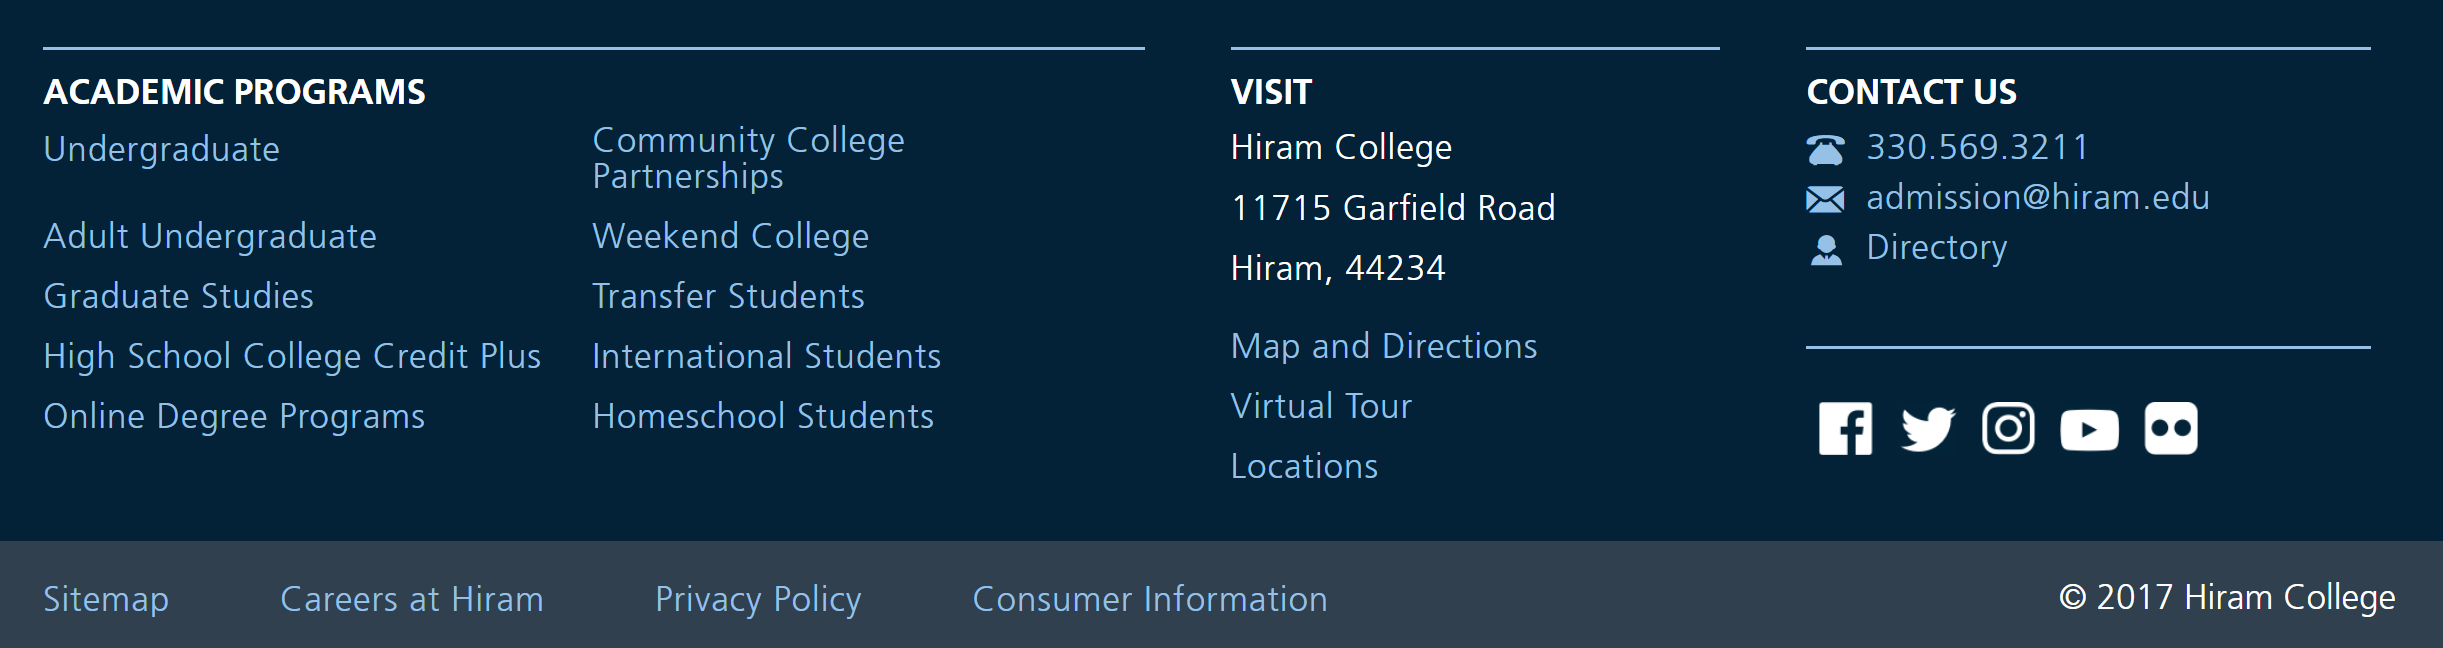 ACADEMIC PROGRAMS
Undergraduate
Adult Undergraduate
Graduate Studies
High School College Credit Plus
Online Degree Programs
Community College
Partnerships
Weekend College
Transfer Students
International Students
Homeschool Students
VISIT
Hiram College
11715 Garfield Road
Hiram, 44234
Map and Directions
Virtual Tour
Locations
CONTACT US
330.569.3211
admission@hiram.edu
Directory
Sitemap
Careers at Hiram
Privacy Policy
Consumer Information
© 2017 Hiram College